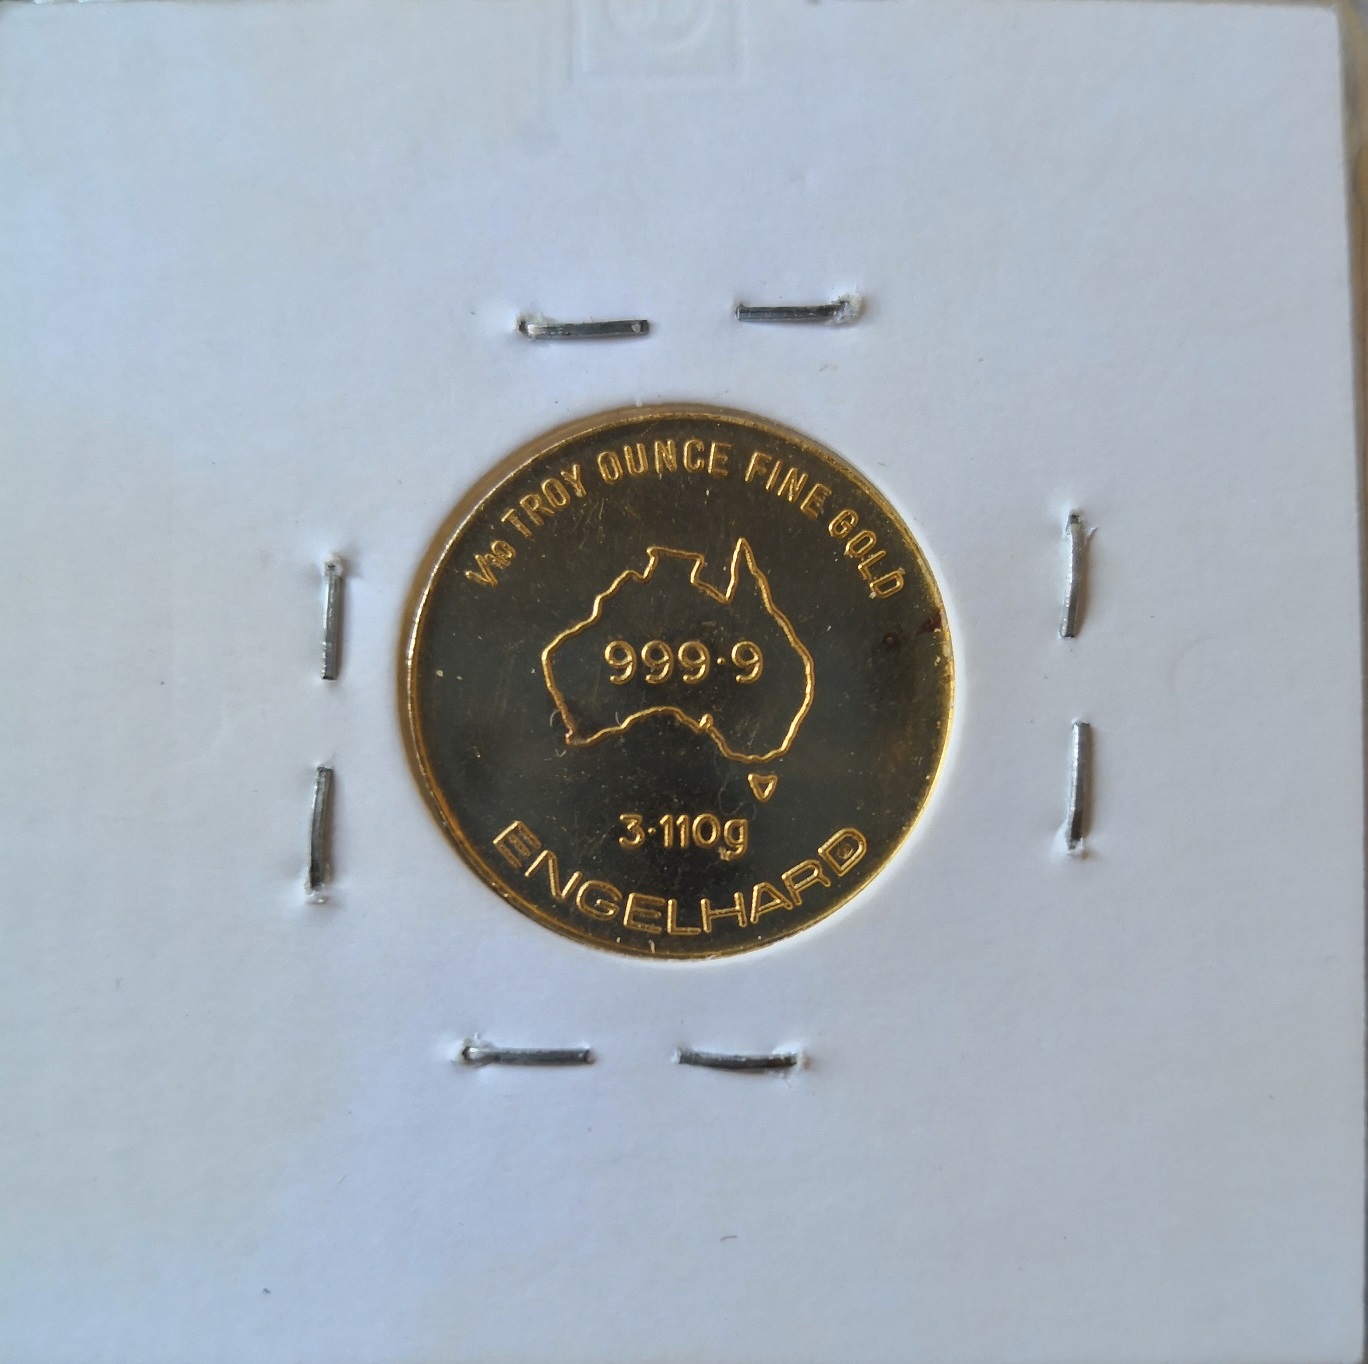 1/10 TROY OUNCE FINE GOLD
999·9
3·110g
ENGELHARD